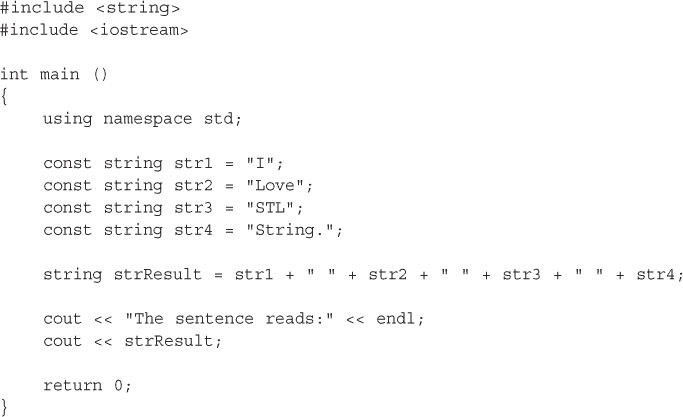 #include <string>
#include <iostream>
int main ()
{
using namespace std;
const string str1 = "I";
const string str2 = "Love";
const string str3 = "STL";
const string str4 = "String.";
string strResult = str1 + " " + str2 + " " + str3 + " " + str4;
cout << "The sentence reads:" << endl;
cout << strResult;
return 0;
}